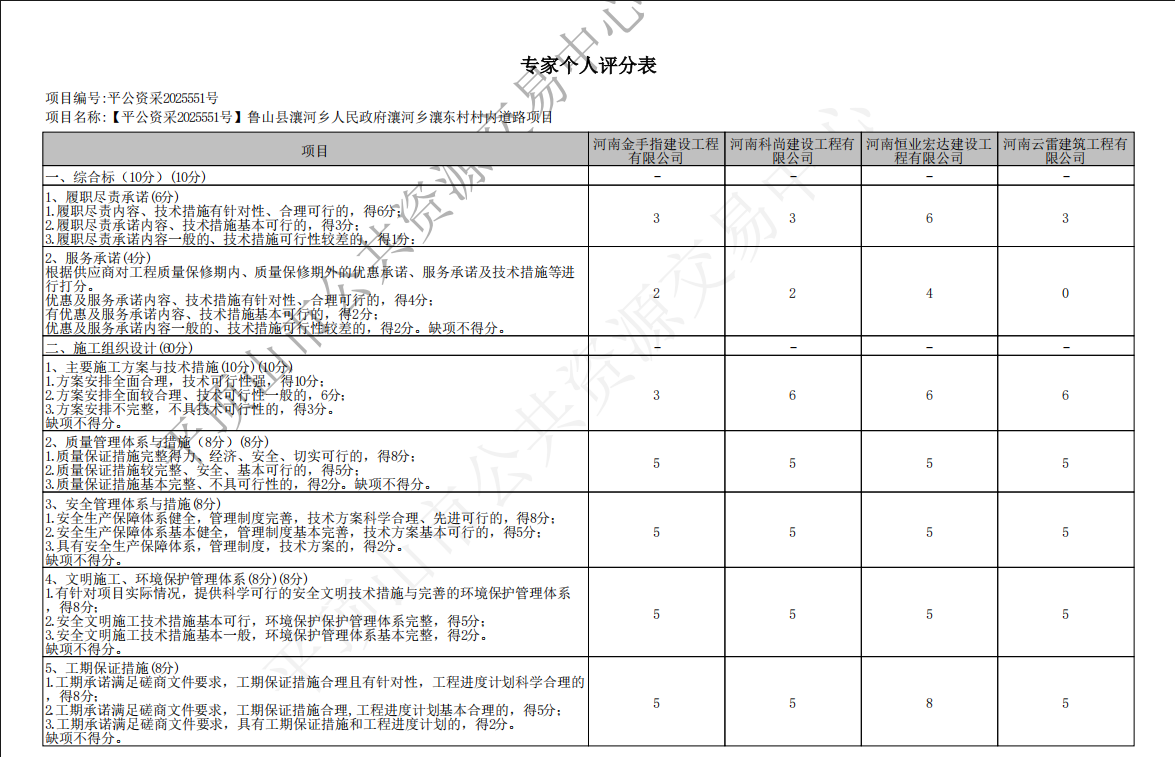 专家个人评分表
项目编号:平公资采2025551号
项目名称:【平公资采2025551号】鲁山县瀼河乡人民政府瀼河乡瀼东村村内道路项目
项目
河南金手指建设工程
有限公司
河南科尚建设工程有
限公司
河南恒业宏达建设工
程有限公司
河南云雷建筑工程有
限公司
一、综合标（10分）(10分)
-
-
-
-
1、履职尽责承诺(6分)
1.履职尽责内容、技术措施有针对性、合理可行的，得6分；
2.履职尽责承诺内容、技术措施基本可行的，得3分；
3.履职尽责承诺内容一般的、技术措施可行性较差的，得1分：
3
3
6
3
2、服务承诺(4分)
根据供应商对工程质量保修期内、质量保修期外的优惠承诺、服务承诺及技术措施等进
行打分。
优惠及服务承诺内容、技术措施有针对性、合理可行的，得4分；
有优惠及服务承诺内容、技术措施基本可行的，得2分；
优惠及服务承诺内容一般的、技术措施可行性较差的，得2分。缺项不得分。
2
2
4
0
二、施工组织设计(60分)
-
-
-
-
1、主要施工方案与技术措施(10分)(10分)
1.方案安排全面合理，技术可行性强，得10分；
2.方案安排全面较合理、技术可行性一般的，6分；
3.方案安排不完整，不具技术可行性的，得3分。
缺项不得分。
3
6
6
6
2、质量管理体系与措施（8分）(8分)
1.质量保证措施完整得力、经济、安全、切实可行的，得8分；
2.质量保证措施较完整、安全、基本可行的，得5分；
3.质量保证措施基本完整、不具可行性的，得2分。缺项不得分。
5
5
5
5
3、安全管理体系与措施(8分)
1.安全生产保障体系健全，管理制度完善，技术方案科学合理、先进可行的，得8分；
2.安全生产保障体系基本健全，管理制度基本完善，技术方案基本可行的，得5分；
3.具有安全生产保障体系，管理制度，技术方案的，得2分。
缺项不得分。
5
5
5
5
4、文明施工、环境保护管理体系(8分)(8分)
1.有针对项目实际情况，提供科学可行的安全文明技术措施与完善的环境保护管理体系
，得8分；
2.安全文明施工技术措施基本可行，环境保护保护管理体系完整，得5分；
3.安全文明施工技术措施基本一般，环境保护管理体系基本完整，得2分。
缺项不得分。
5
5
5
5
5、工期保证措施(8分)
1.工期承诺满足磋商文件要求，工期保证措施合理且有针对性，工程进度计划科学合理的
，得8分；
2.工期承诺满足磋商文件要求，工期保证措施合理,工程进度计划基本合理的，得5分；
3.工期承诺满足磋商文件要求，具有工期保证措施和工程进度计划的，得2分。
缺项不得分。
5
5
8
5
平顶山市公共资源交易中心
平顶山市公共资源交易中心